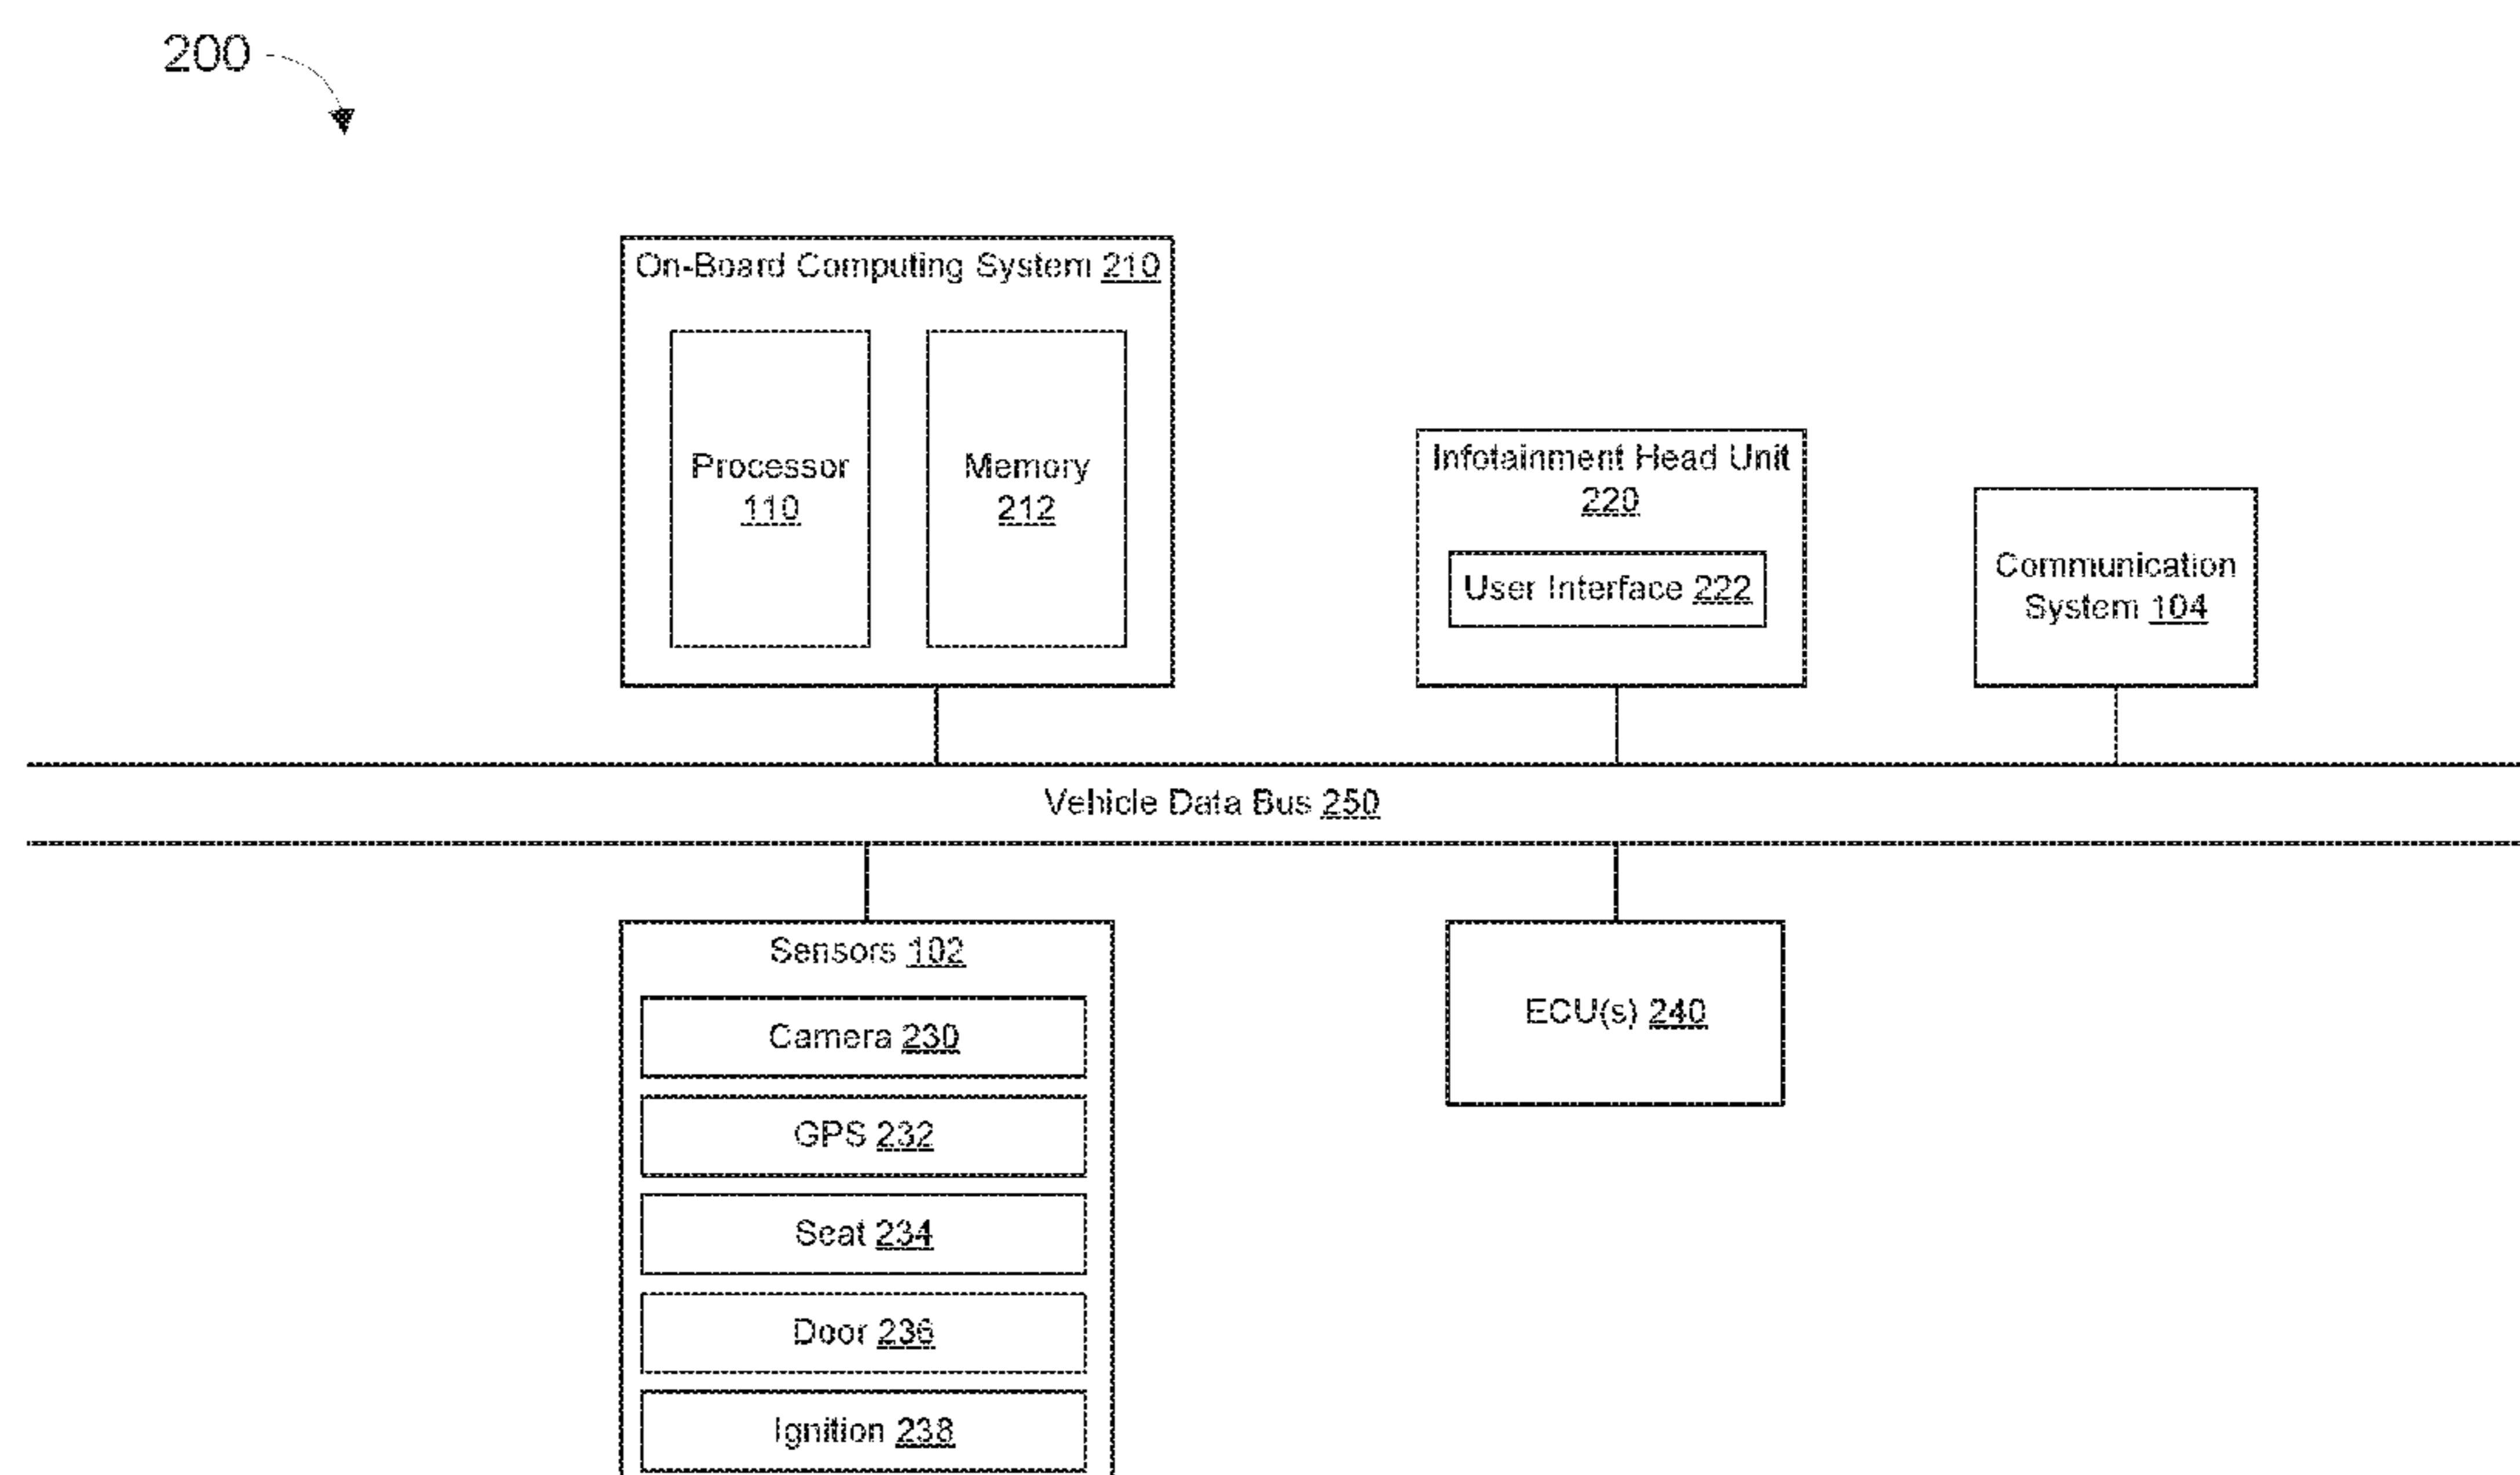 200
On-Board Computing System 210
Processor
110
Memory
212
Infotainment Head Unit
220
User Interface 222
Communication
System 104
Vehicle Data Bus 250
Sensors 102
Camera 230
GPS 232
Seat 234
Door 236
Ignition 238
ECU(s) 240